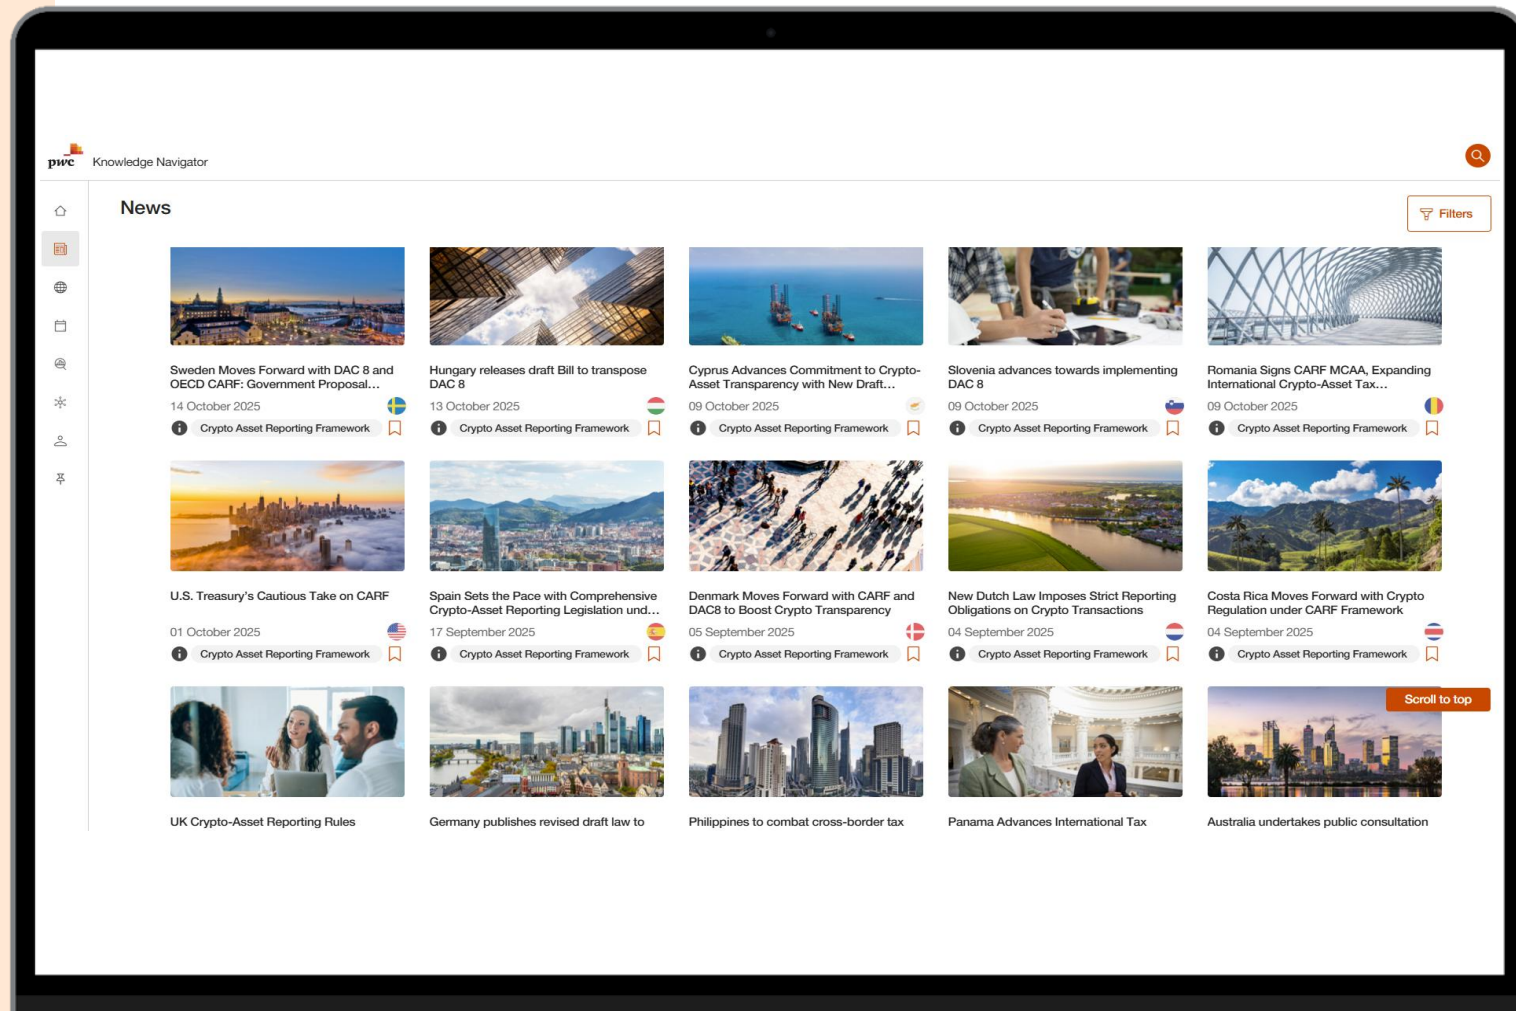 pwc
Knowledge Navigator
News
Filters
Sweden Moves Forward with DAC 8 and
OECD CARF: Government Proposal...
14 October 2025
Crypto Asset Reporting Framework
Hungary releases draft Bill to transpose
DAC 8
13 October 2025
Crypto Asset Reporting Framework
Cyprus Advances Commitment to Crypto-
Asset Transparency with New Draft...
09 October 2025
Crypto Asset Reporting Framework
Slovenia advances towards implementing
DAC 8
09 October 2025
Crypto Asset Reporting Framework
Romania Signs CARF MCAA, Expanding
International Crypto-Asset Tax...
09 October 2025
Crypto Asset Reporting Framework
U.S. Treasury's Cautious Take on CARF
01 October 2025
Crypto Asset Reporting Framework
Spain Sets the Pace with Comprehensive
Crypto-Asset Reporting Legislation und...
17 September 2025
Crypto Asset Reporting Framework
Denmark Moves Forward with CARF and
DAC8 to Boost Crypto Transparency
05 September 2025
Crypto Asset Reporting Framework
New Dutch Law Imposes Strict Reporting
Obligations on Crypto Transactions
04 September 2025
Crypto Asset Reporting Framework
Costa Rica Moves Forward with Crypto
Regulation under CARF Framework
04 September 2025
Crypto Asset Reporting Framework
Scroll to top
UK Crypto-Asset Reporting Rules
Germany publishes revised draft law to
Philippines to combat cross-border tax
Panama Advances International Tax
Australia undertakes public consultation